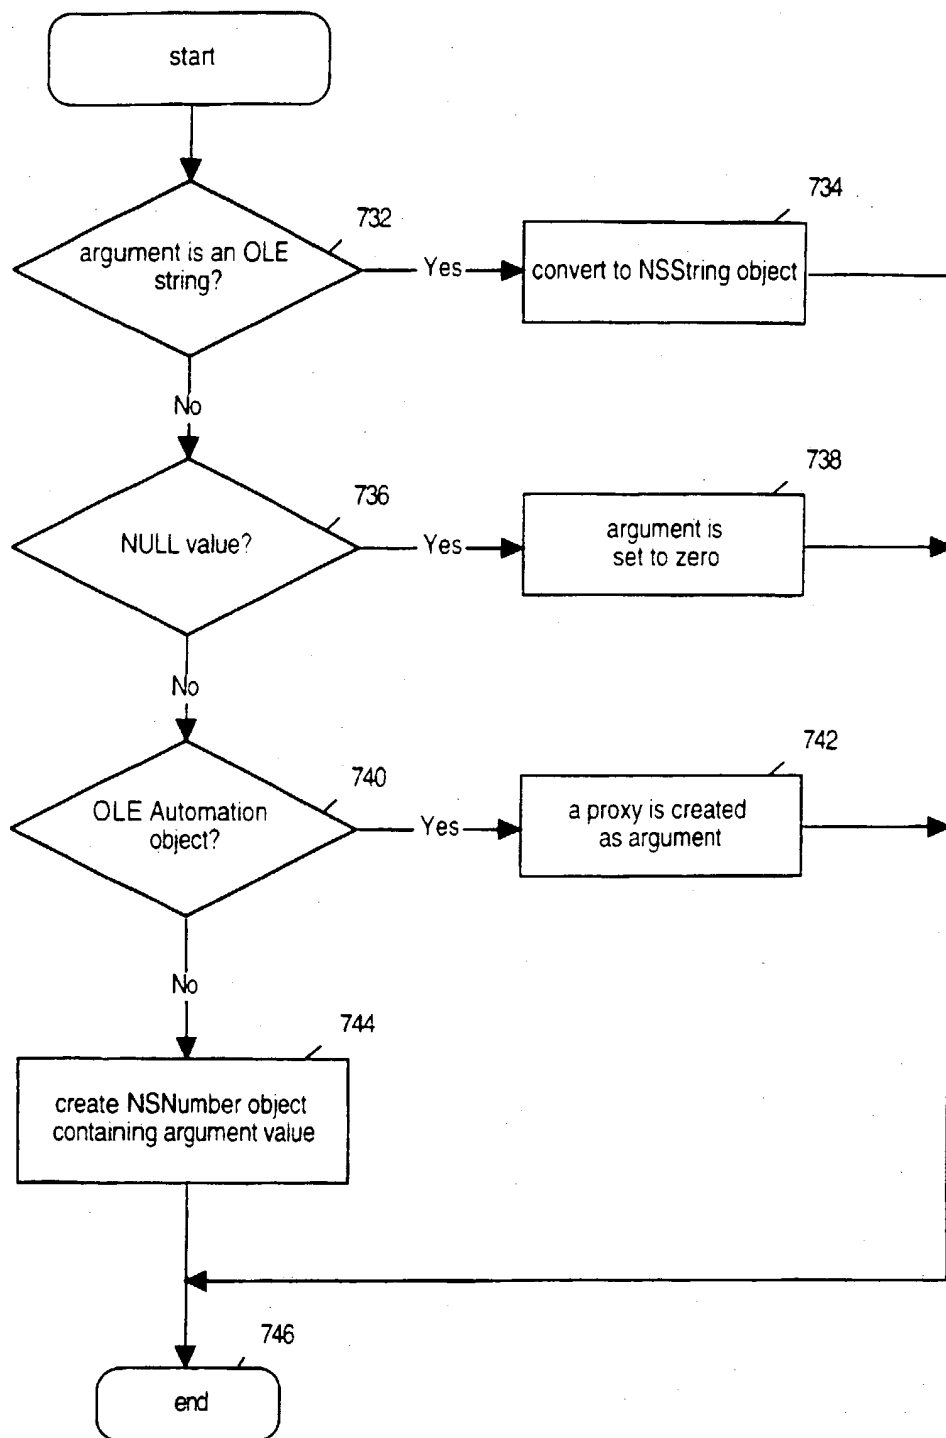 start
732
argument is an OLE
string?
Yes
734
convert to NSString object
No
736
NULL value?
Yes
738
argument is
set to zero
No
740
OLE Automation
object?
Yes
742
a proxy is created
as argument
No
744
create NSNumber object
containing argument value
746
end